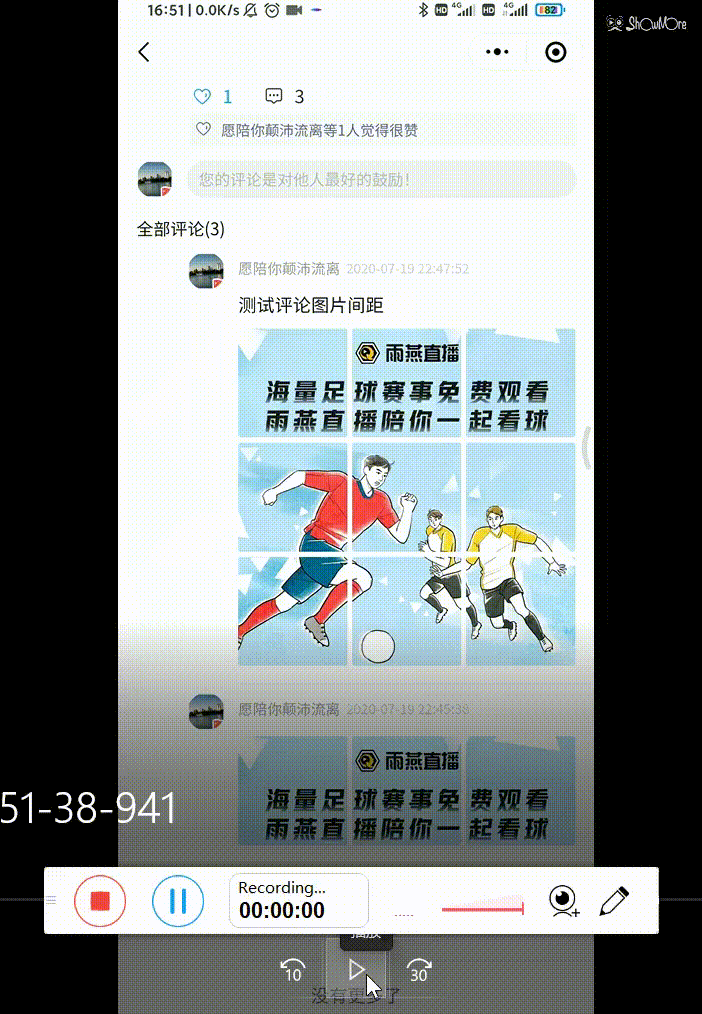 16:51 | 0.0K/s HD 4G HD 4G 82
ShowMore
1 3
愿陪你颠沛流离等1人觉得很赞
您的评论是对他人最好的鼓励！
全部评论(3)
愿陪你颠沛流离 2020-07-19 22:47:52
测试评论图片间距
雨燕直播
海量足球赛事免费观看
雨燕直播陪你一起看球
愿陪你颠沛流离 2020-07-19 22:45:38
雨燕直播
海量足球赛事免费观看
雨燕直播陪你一起看球
51-38-941
Recording...
00:00:00
播放
10 30
没有更多了